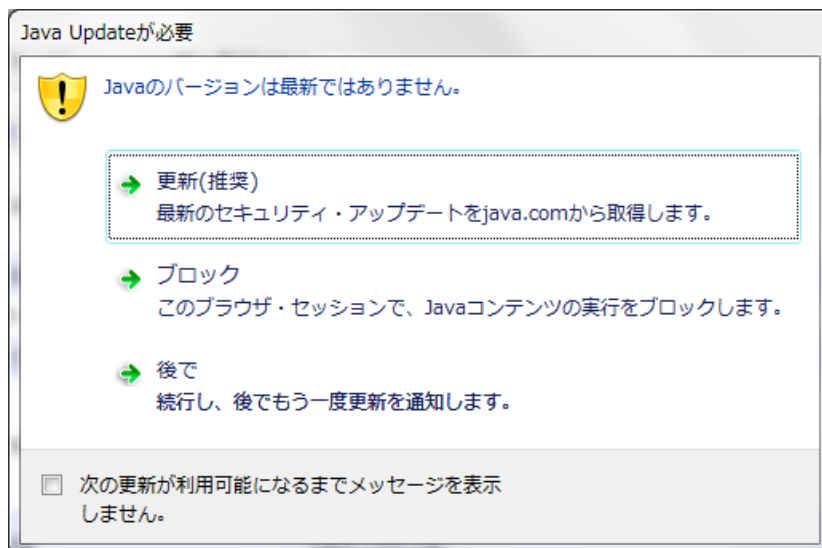 Java Updateが必要
Javaのバージョンは最新ではありません。
更新(推奨)
最新のセキュリティ・アップデートをjava.comから取得します。
ブロック
このブラウザ・セッションで、Javaコンテンツの実行をブロックします。
後で
続行し、後でもう一度更新を通知します。
次の更新が利用可能になるまでメッセージを表示
しません。